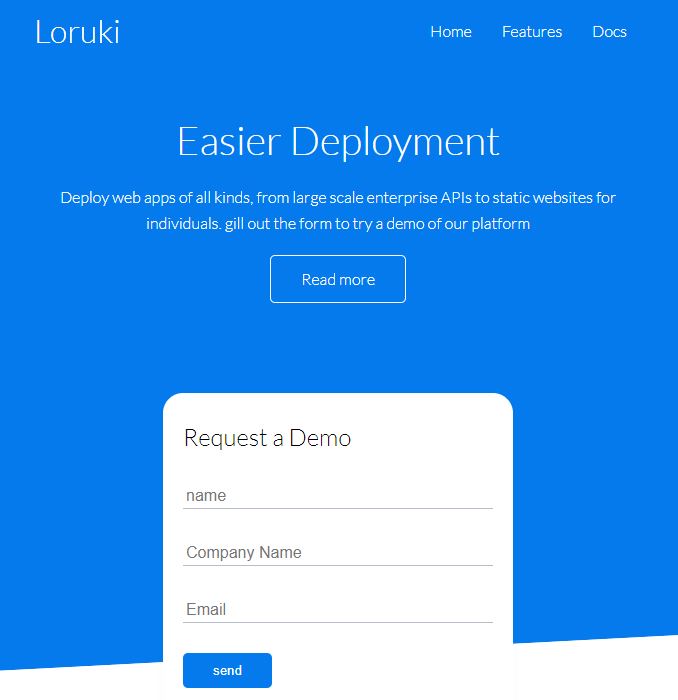 Loruki
Home Features Docs
Easier Deployment
Deploy web apps of all kinds, from large scale enterprise APIs to static websites for
individuals. gill out the form to try a demo of our platform
Read more
Request a Demo
name
Company Name
Email
send